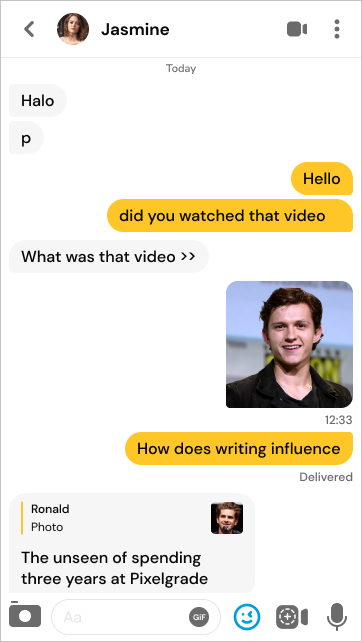 Jasmine
Today
Halo
p
Hello
did you watched that video
What was that video >>
12:33
How does writing influence
Delivered
Ronald
Photo
The unseen of spending
three years at Pixelgrade
Aa
GIF